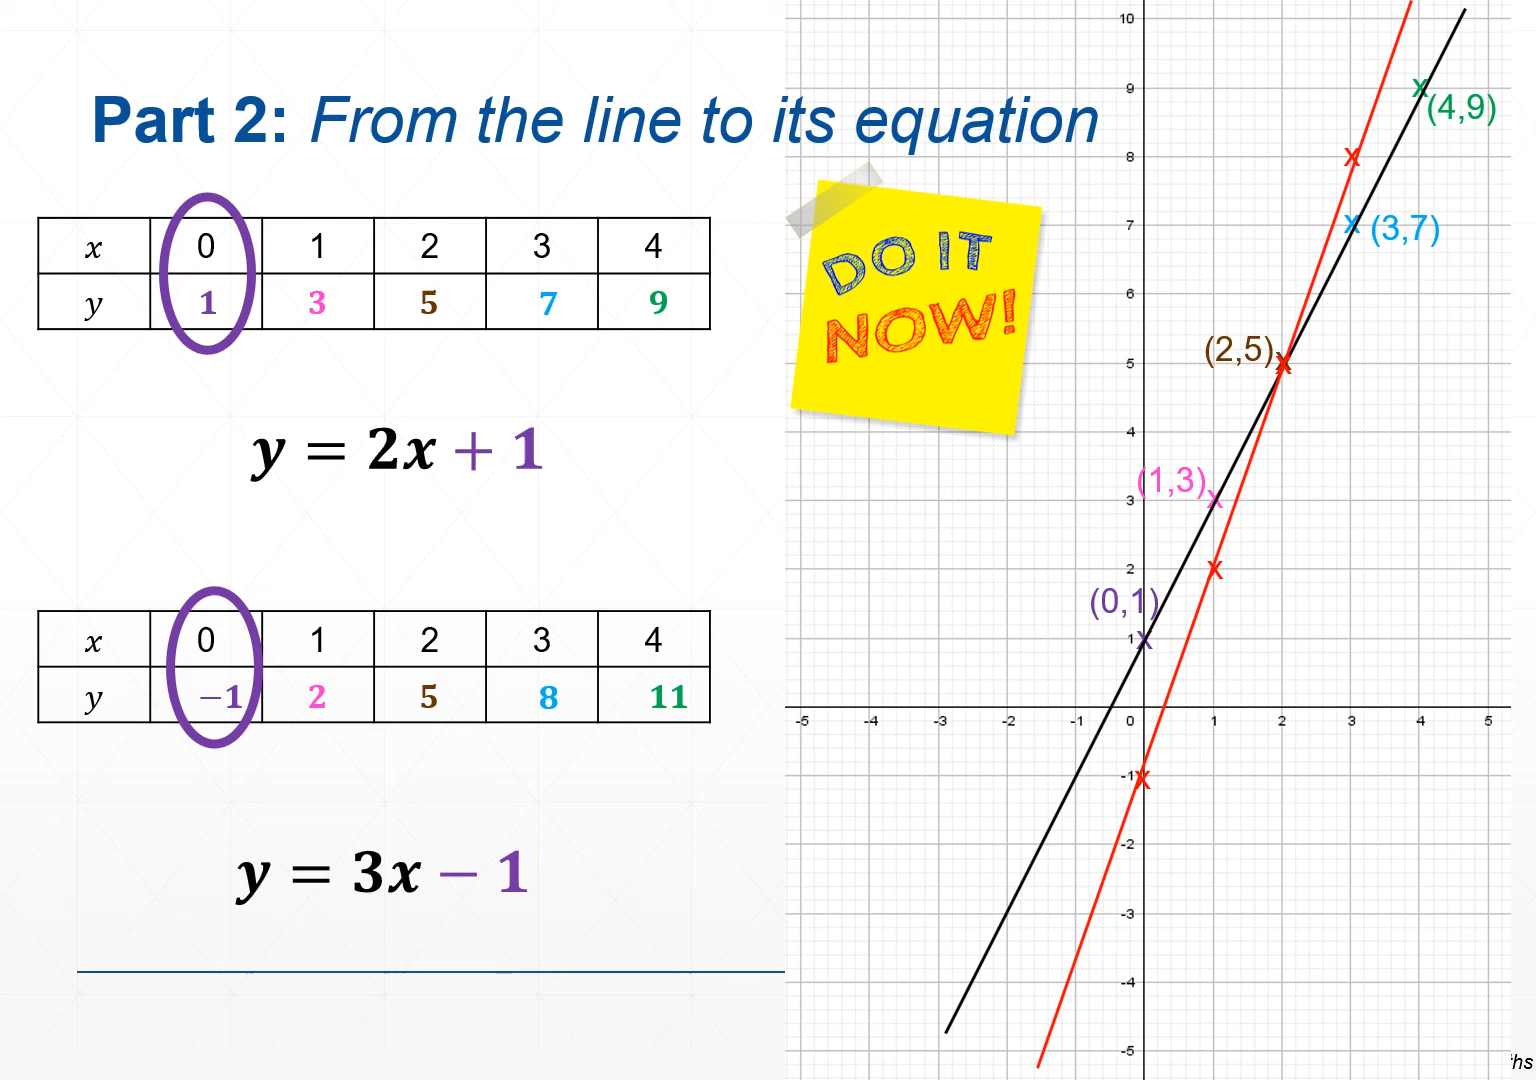 Part 2: From the line to its equation
x 0 1 2 3 4
y 1 3 5 7 9
y = 2x + 1
x 0 1 2 3 4
y −1 2 5 8 11
y = 3x − 1
DO IT
NOW!
10
9
(4,9)
8
7
(3,7)
6
(2,5)
5
4
(1,3)
3
2
(0,1)
1
-5 -4 -3 -2 -1 0 1 2 3 4 5
-1
-2
-3
-4
-5
ths